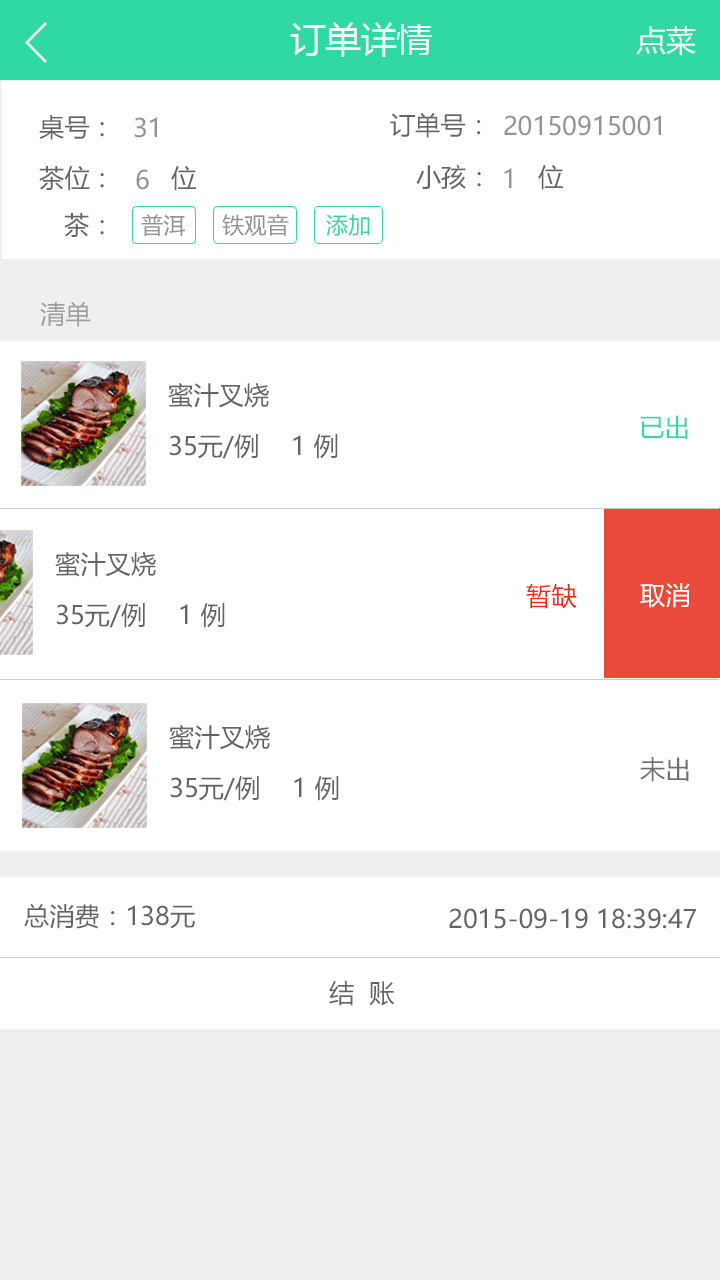 订单详情 点菜
桌号： 31 订单号： 20150915001
茶位： 6 位 小孩： 1 位
茶： 普洱 铁观音 添加
清单
蜜汁叉烧
35元/例 1 例
已出
蜜汁叉烧
35元/例 1 例
暂缺 取消
蜜汁叉烧
35元/例 1 例
未出
总消费：138元 2015-09-19 18:39:47
结 账